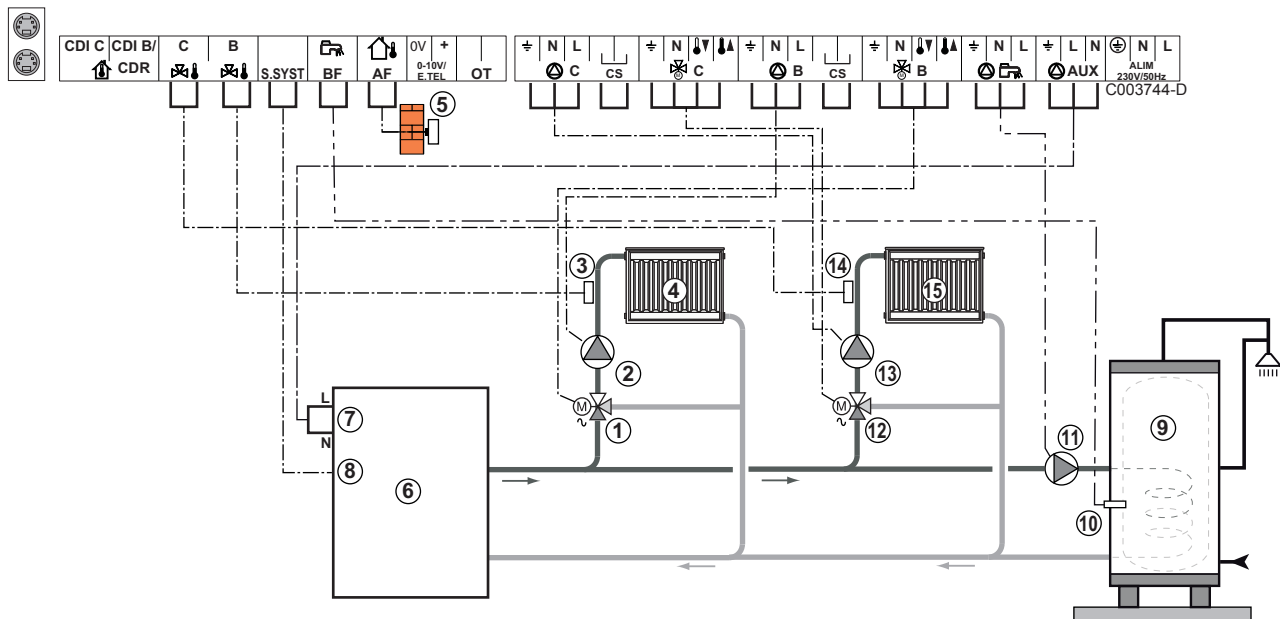 CDI C CDI B/ C B 0V + N L N N L N L L N N L
CDR S.SYST BF AF 0-10V/ E.TEL OT C CS C B CS B AUX ALIM 230V/50Hz
C003744-D
5
3
4
14
15
2
13
L
7
N
M
1
M
12
11
9
8
6
10